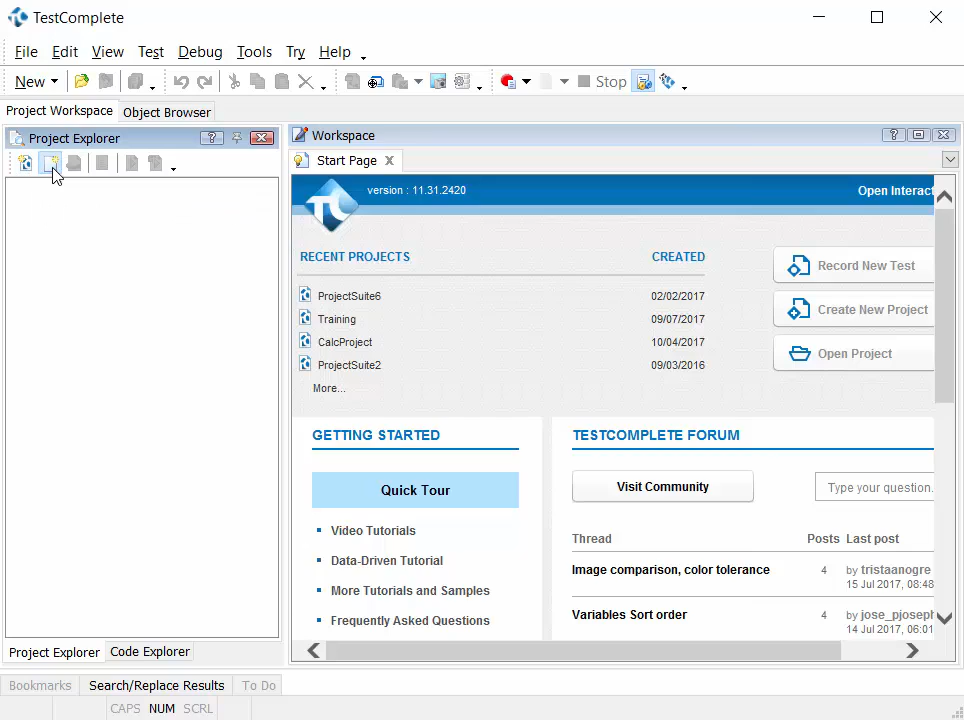 TestComplete
File Edit View Test Debug Tools Try Help
New Stop
Project Workspace Object Browser
Project Explorer
Workspace
Start Page
version : 11.31.2420
Open Interact
RECENT PROJECTS CREATED
ProjectSuite6 02/02/2017
Training 09/07/2017
CalcProject 10/04/2017
ProjectSuite2 09/03/2016
More...
Record New Test
Create New Project
Open Project
GETTING STARTED
Quick Tour
Video Tutorials
Data-Driven Tutorial
More Tutorials and Samples
Frequently Asked Questions
TESTCOMPLETE FORUM
Visit Community
Type your question.
Thread Posts Last post
Image comparison, color tolerance 4 by tristaanogre
15 Jul 2017, 08:48
Variables Sort order 4 by jose_pjoseph
14 Jul 2017, 06:01
Project Explorer Code Explorer
Bookmarks Search/Replace Results To Do
CAPS NUM SCRL